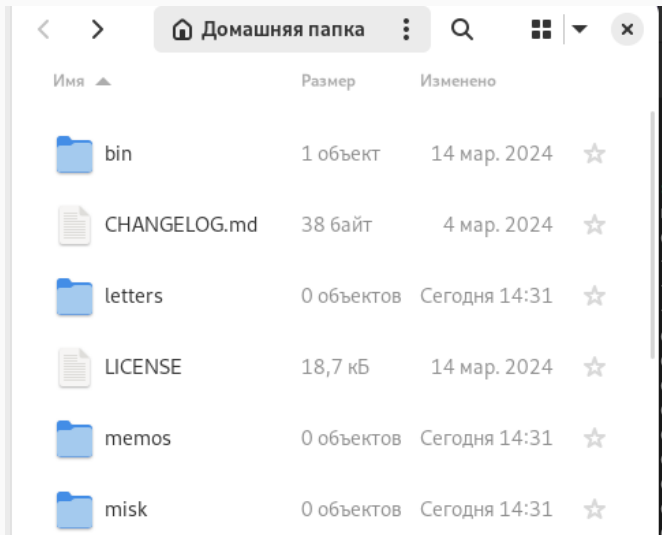 Домашняя папка
Имя Размер Изменено
bin 1 объект 14 мар. 2024
CHANGELOG.md 38 байт 4 мар. 2024
letters 0 объектов Сегодня 14:31
LICENSE 18,7 кБ 14 мар. 2024
memos 0 объектов Сегодня 14:31
misk 0 объектов Сегодня 14:31